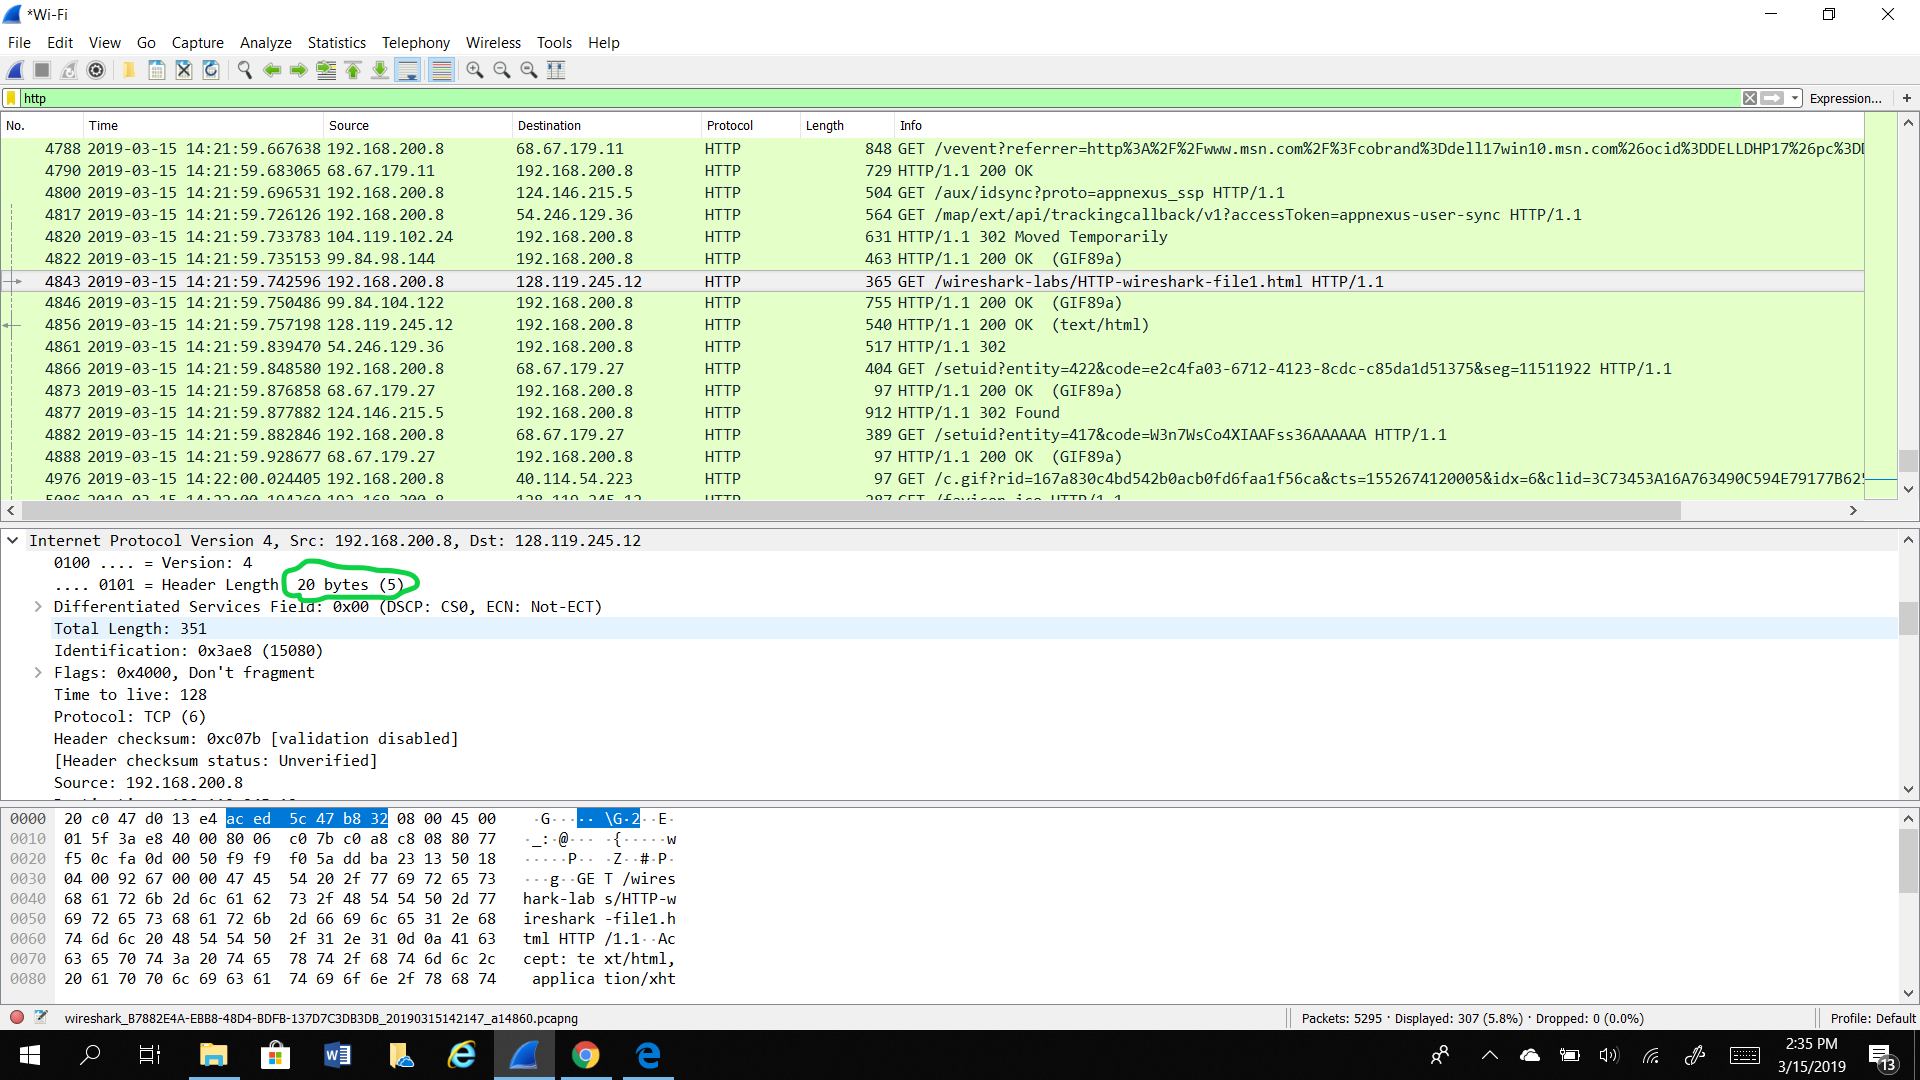 *Wi-Fi
File Edit View Go Capture Analyze Statistics Telephony Wireless Tools Help
http Expression... +
No. Time Source Destination Protocol Length Info
4788 2019-03-15 14:21:59.667638 192.168.200.8 68.67.179.11 HTTP 848 GET /vevent?referrer=http%3A%2F%2Fwww.msn.com%2F%3Fcobrand%3Ddell17win10.msn.com%26ocid%3DDELLDHP17%26pc%3D
4790 2019-03-15 14:21:59.683065 68.67.179.11 192.168.200.8 HTTP 729 HTTP/1.1 200 OK
4800 2019-03-15 14:21:59.696531 192.168.200.8 124.146.215.5 HTTP 504 GET /aux/idsync?proto=appnexus_ssp HTTP/1.1
4817 2019-03-15 14:21:59.726126 192.168.200.8 54.246.129.36 HTTP 564 GET /map/ext/api/trackingcallback/v1?accessToken=appnexus-user-sync HTTP/1.1
4820 2019-03-15 14:21:59.733783 104.119.102.24 192.168.200.8 HTTP 631 HTTP/1.1 302 Moved Temporarily
4822 2019-03-15 14:21:59.735153 99.84.98.144 192.168.200.8 HTTP 463 HTTP/1.1 200 OK (GIF89a)
4843 2019-03-15 14:21:59.742596 192.168.200.8 128.119.245.12 HTTP 365 GET /wireshark-labs/HTTP-wireshark-file1.html HTTP/1.1
4846 2019-03-15 14:21:59.750486 99.84.104.122 192.168.200.8 HTTP 755 HTTP/1.1 200 OK (GIF89a)
4856 2019-03-15 14:21:59.757198 128.119.245.12 192.168.200.8 HTTP 540 HTTP/1.1 200 OK (text/html)
4861 2019-03-15 14:21:59.839470 54.246.129.36 192.168.200.8 HTTP 517 HTTP/1.1 302
4866 2019-03-15 14:21:59.848580 192.168.200.8 68.67.179.27 HTTP 404 GET /setuid?entity=422&code=e2c4fa03-6712-4123-8cdc-c85da1d51375&seg=11511922 HTTP/1.1
4873 2019-03-15 14:21:59.876858 68.67.179.27 192.168.200.8 HTTP 97 HTTP/1.1 200 OK (GIF89a)
4877 2019-03-15 14:21:59.877882 124.146.215.5 192.168.200.8 HTTP 912 HTTP/1.1 302 Found
4882 2019-03-15 14:21:59.882846 192.168.200.8 68.67.179.27 HTTP 389 GET /setuid?entity=417&code=W3n7WsCo4XIAAFss36AAAAAA HTTP/1.1
4888 2019-03-15 14:21:59.928677 68.67.179.27 192.168.200.8 HTTP 97 HTTP/1.1 200 OK (GIF89a)
4976 2019-03-15 14:22:00.024405 192.168.200.8 40.114.54.223 HTTP 97 GET /c.gif?rid=167a830c4bd542b0acb0fd6faa1f56ca&cts=1552674120005&idx=6&clid=3C73453A16A763490C594E79177B625
Internet Protocol Version 4, Src: 192.168.200.8, Dst: 128.119.245.12
0100 .... = Version: 4
.... 0101 = Header Length 20 bytes (5)
Differentiated Services Field: 0x00 (DSCP: CS0, ECN: Not-ECT)
Total Length: 351
Identification: 0x3ae8 (15080)
Flags: 0x4000, Don't fragment
Time to live: 128
Protocol: TCP (6)
Header checksum: 0xc07b [validation disabled]
[Header checksum status: Unverified]
Source: 192.168.200.8
0000 20 c0 47 d0 13 e4 ac ed 5c 47 b8 32 08 00 45 00 ·G····· \G·2··E·
0010 01 5f 3a e8 40 00 80 06 c0 7b c0 a8 c8 08 80 77 ·_:·@··· ·{·····w
0020 f5 0c fa 0d 00 50 f9 f9 f0 5a dd ba 23 13 50 18 ·····P·· ·Z··#·P·
0030 04 00 92 67 00 00 47 45 54 20 2f 77 69 72 65 73 ···g··GE T /wires
0040 68 61 72 6b 2d 6c 61 62 73 2f 48 54 54 50 2d 77 hark-lab s/HTTP-w
0050 69 72 65 73 68 61 72 6b 2d 66 69 6c 65 31 2e 68 ireshark -file1.h
0060 74 6d 6c 20 48 54 54 50 2f 31 2e 31 0d 0a 41 63 tml HTTP /1.1··Ac
0070 63 65 70 74 3a 20 74 65 78 74 2f 68 74 6d 6c 2c cept: te xt/html,
0080 20 61 70 70 6c 69 63 61 74 69 6f 6e 2f 78 68 74 applica tion/xht
wireshark_B7882E4A-EBB8-48D4-BDFB-137D7C3DB3DB_20190315142147_a14860.pcapng Packets: 5295 · Displayed: 307 (5.8%) · Dropped: 0 (0.0%) Profile: Default
2:35 PM
3/15/2019
13